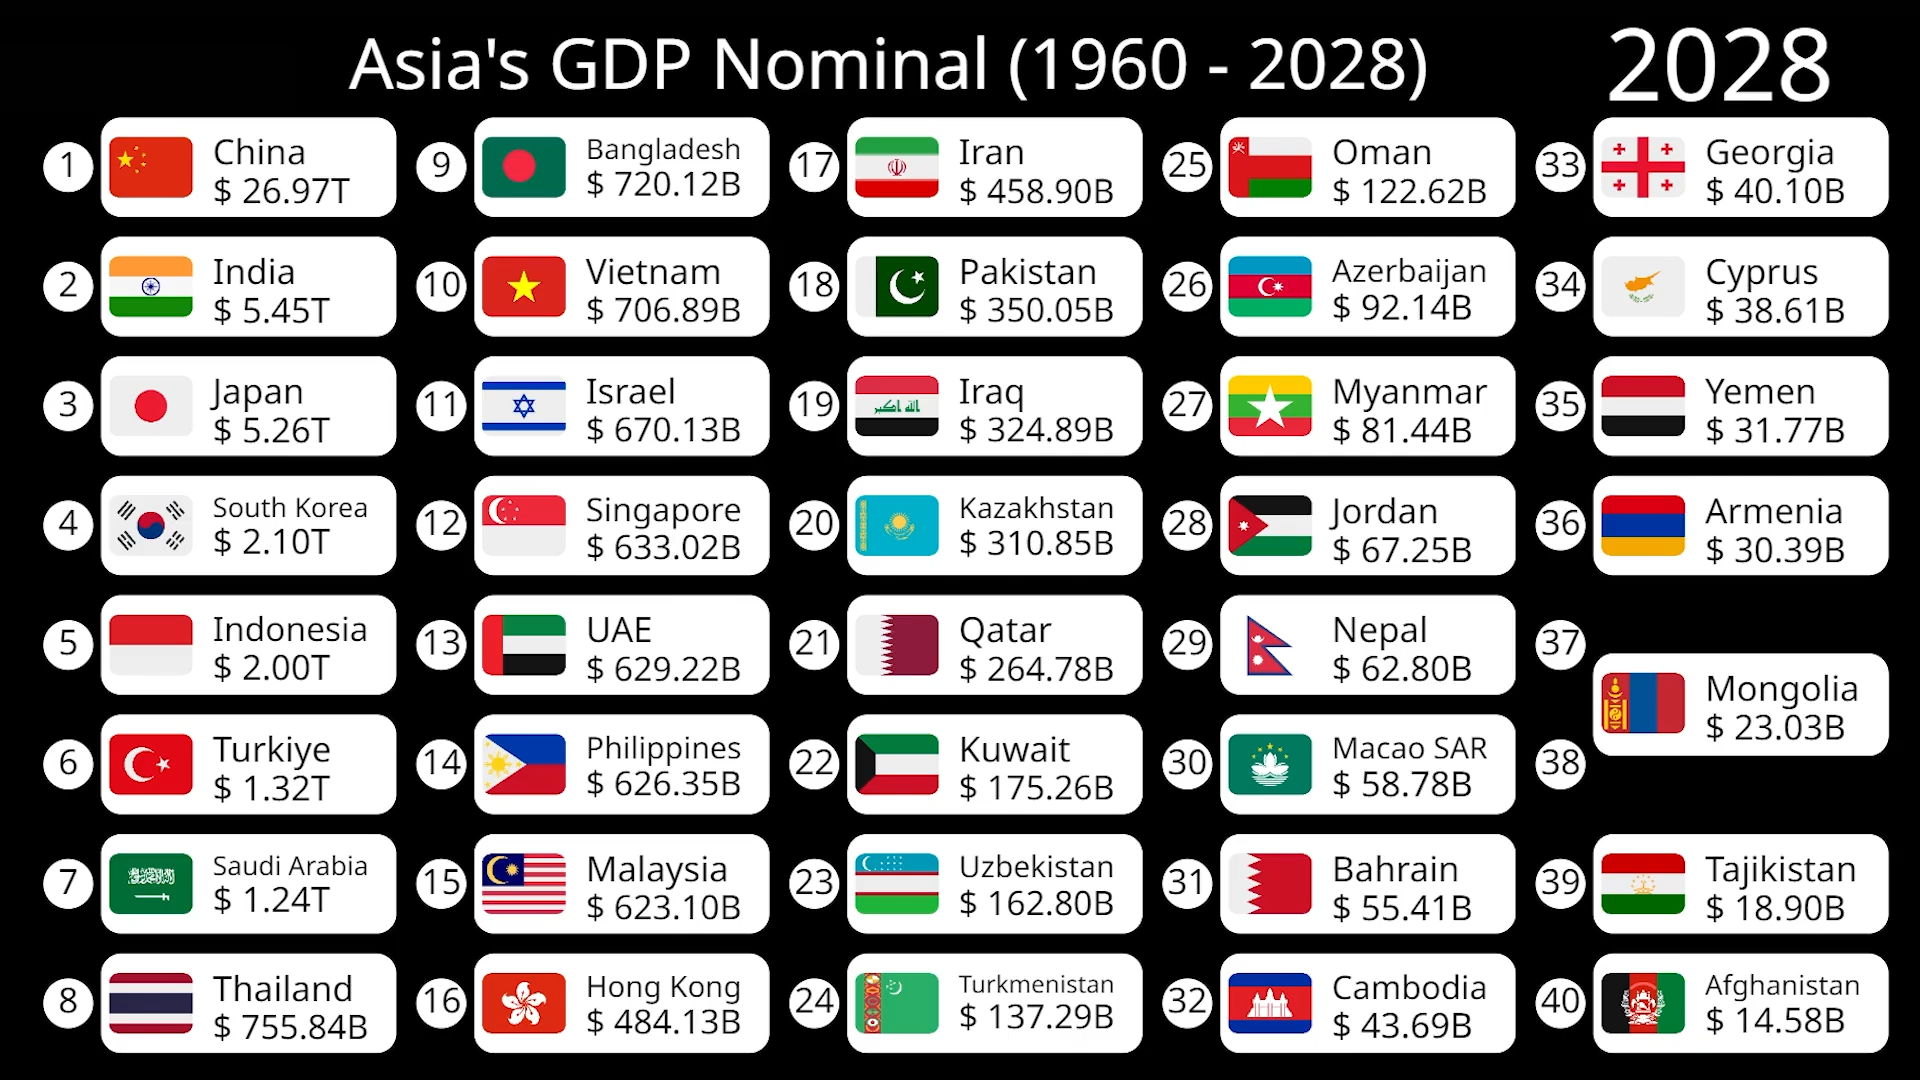 Asia's GDP Nominal (1960 - 2028)
2028
1
China
$ 26.97T
2
India
$ 5.45T
3
Japan
$ 5.26T
4
South Korea
$ 2.10T
5
Indonesia
$ 2.00T
6
Turkiye
$ 1.32T
7
Saudi Arabia
$ 1.24T
8
Thailand
$ 755.84B
9
Bangladesh
$ 720.12B
10
Vietnam
$ 706.89B
11
Israel
$ 670.13B
12
Singapore
$ 633.02B
13
UAE
$ 629.22B
14
Philippines
$ 626.35B
15
Malaysia
$ 623.10B
16
Hong Kong
$ 484.13B
17
Iran
$ 458.90B
18
Pakistan
$ 350.05B
19
الله اكبر
Iraq
$ 324.89B
20
Kazakhstan
$ 310.85B
21
Qatar
$ 264.78B
22
Kuwait
$ 175.26B
23
Uzbekistan
$ 162.80B
24
Turkmenistan
$ 137.29B
25
Oman
$ 122.62B
26
Azerbaijan
$ 92.14B
27
Myanmar
$ 81.44B
28
Jordan
$ 67.25B
29
Nepal
$ 62.80B
30
Macao SAR
$ 58.78B
31
Bahrain
$ 55.41B
32
Cambodia
$ 43.69B
33
Georgia
$ 40.10B
34
Cyprus
$ 38.61B
35
Yemen
$ 31.77B
36
Armenia
$ 30.39B
37
Mongolia
$ 23.03B
38
39
Tajikistan
$ 18.90B
40
Afghanistan
$ 14.58B